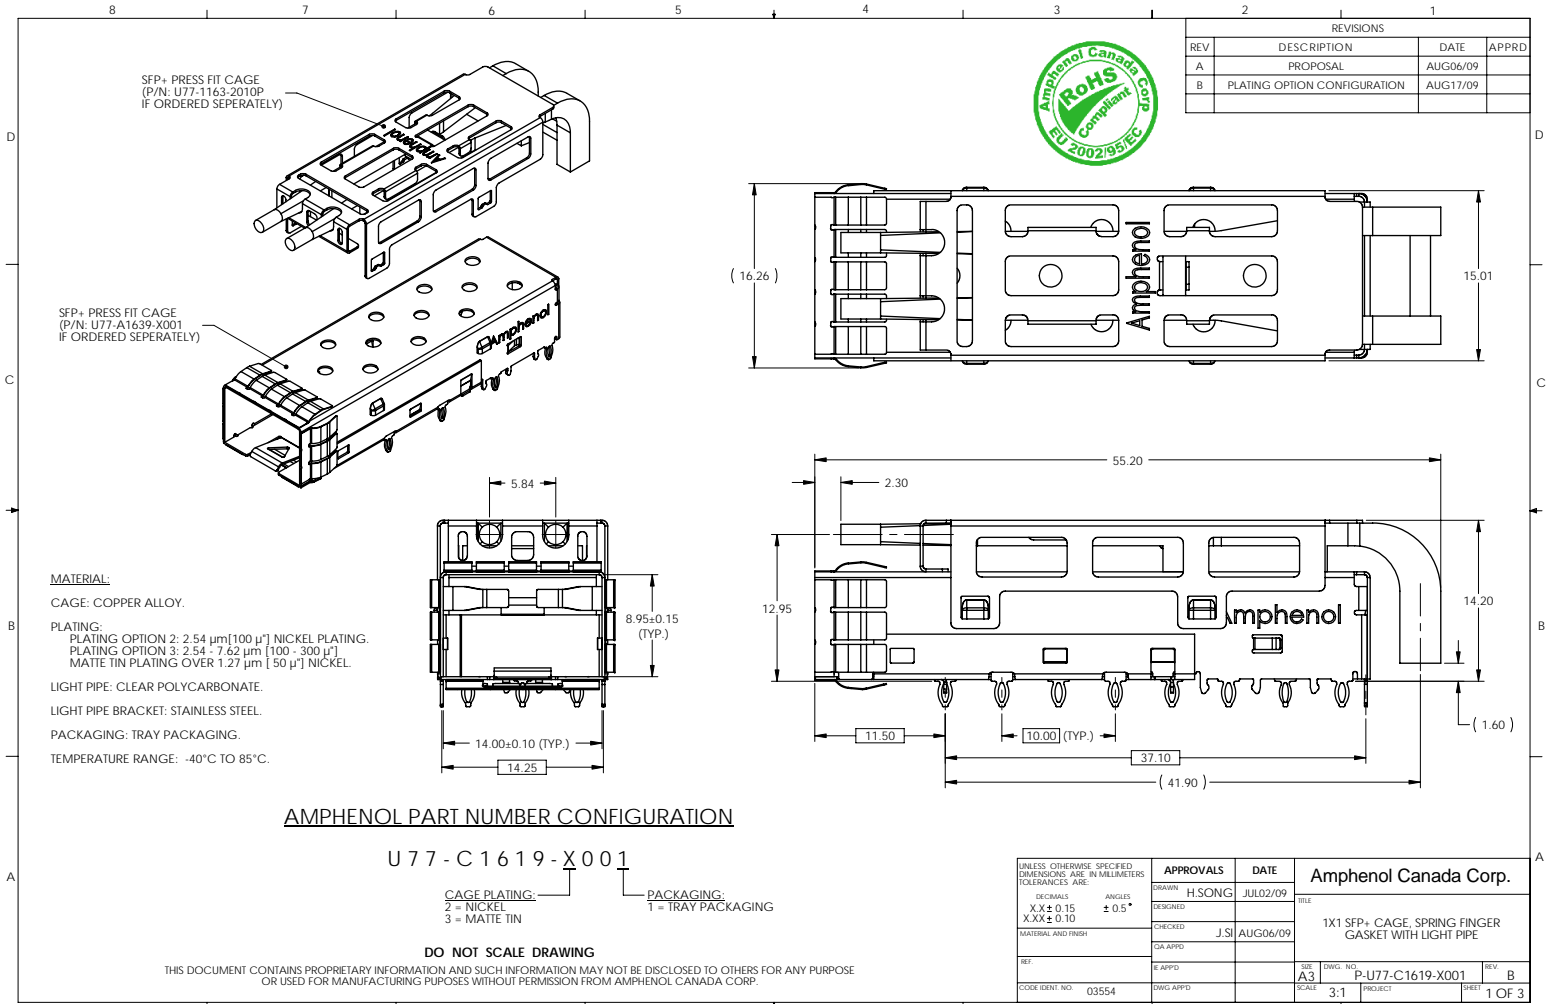 8 7 6 5 4 3 2 1
REVISIONS
REV DESCRIPTION DATE APPRD
A PROPOSAL AUG06/09
B PLATING OPTION CONFIGURATION AUG17/09
Amphenol Canada Corp
RoHS
Compliant
EU 2002/95/EC
SFP+ PRESS FIT CAGE
(P/N: U77-1163-2010P
IF ORDERED SEPERATELY)
Amphenol
SFP+ PRESS FIT CAGE
(P/N: U77-A1639-X001
IF ORDERED SEPERATELY)
Amphenol
D
D
C
C
B
B
A
A
( 16.26 )
Amphenol
15.01
55.20
2.30
5.84
12.95
8.95±0.15
(TYP.)
14.20
Amphenol
( 1.60 )
11.50
10.00 (TYP.)
37.10
( 41.90 )
14.00±0.10 (TYP.)
14.25
MATERIAL:
CAGE: COPPER ALLOY.
PLATING:
PLATING OPTION 2: 2.54 µm[100 µ"] NICKEL PLATING.
PLATING OPTION 3: 2.54 - 7.62 µm [100 - 300 µ"]
MATTE TIN PLATING OVER 1.27 µm [ 50 µ"] NICKEL.
LIGHT PIPE: CLEAR POLYCARBONATE.
LIGHT PIPE BRACKET: STAINLESS STEEL.
PACKAGING: TRAY PACKAGING.
TEMPERATURE RANGE: -40°C TO 85°C.
AMPHENOL PART NUMBER CONFIGURATION
U77-C1619-X001
CAGE PLATING:
2 = NICKEL
3 = MATTE TIN
PACKAGING:
1 = TRAY PACKAGING
DO NOT SCALE DRAWING
THIS DOCUMENT CONTAINS PROPRIETARY INFORMATION AND SUCH INFORMATION MAY NOT BE DISCLOSED TO OTHERS FOR ANY PURPOSE
OR USED FOR MANUFACTURING PUPOSES WITHOUT PERMISSION FROM AMPHENOL CANADA CORP.
UNLESS OTHERWISE SPECIFIED
DIMENSIONS ARE IN MILLIMETERS
TOLERANCES ARE:
DECIMALS ANGLES
X.X ± 0.15 ± 0.5°
X.XX ± 0.10
MATERIAL AND FINISH
REF.
CODE IDENT. NO. 03554
APPROVALS DATE
DRAWN H.SONG JUL02/09
DESIGNED
CHECKED J.SI AUG06/09
QA APPD
IE APP'D
DWG APP'D
Amphenol Canada Corp.
TITLE
1X1 SFP+ CAGE, SPRING FINGER
GASKET WITH LIGHT PIPE
SIZE A3 DWG. NO. P-U77-C1619-X001 REV. B
SCALE 3:1 PROJECT SHEET 1 OF 3